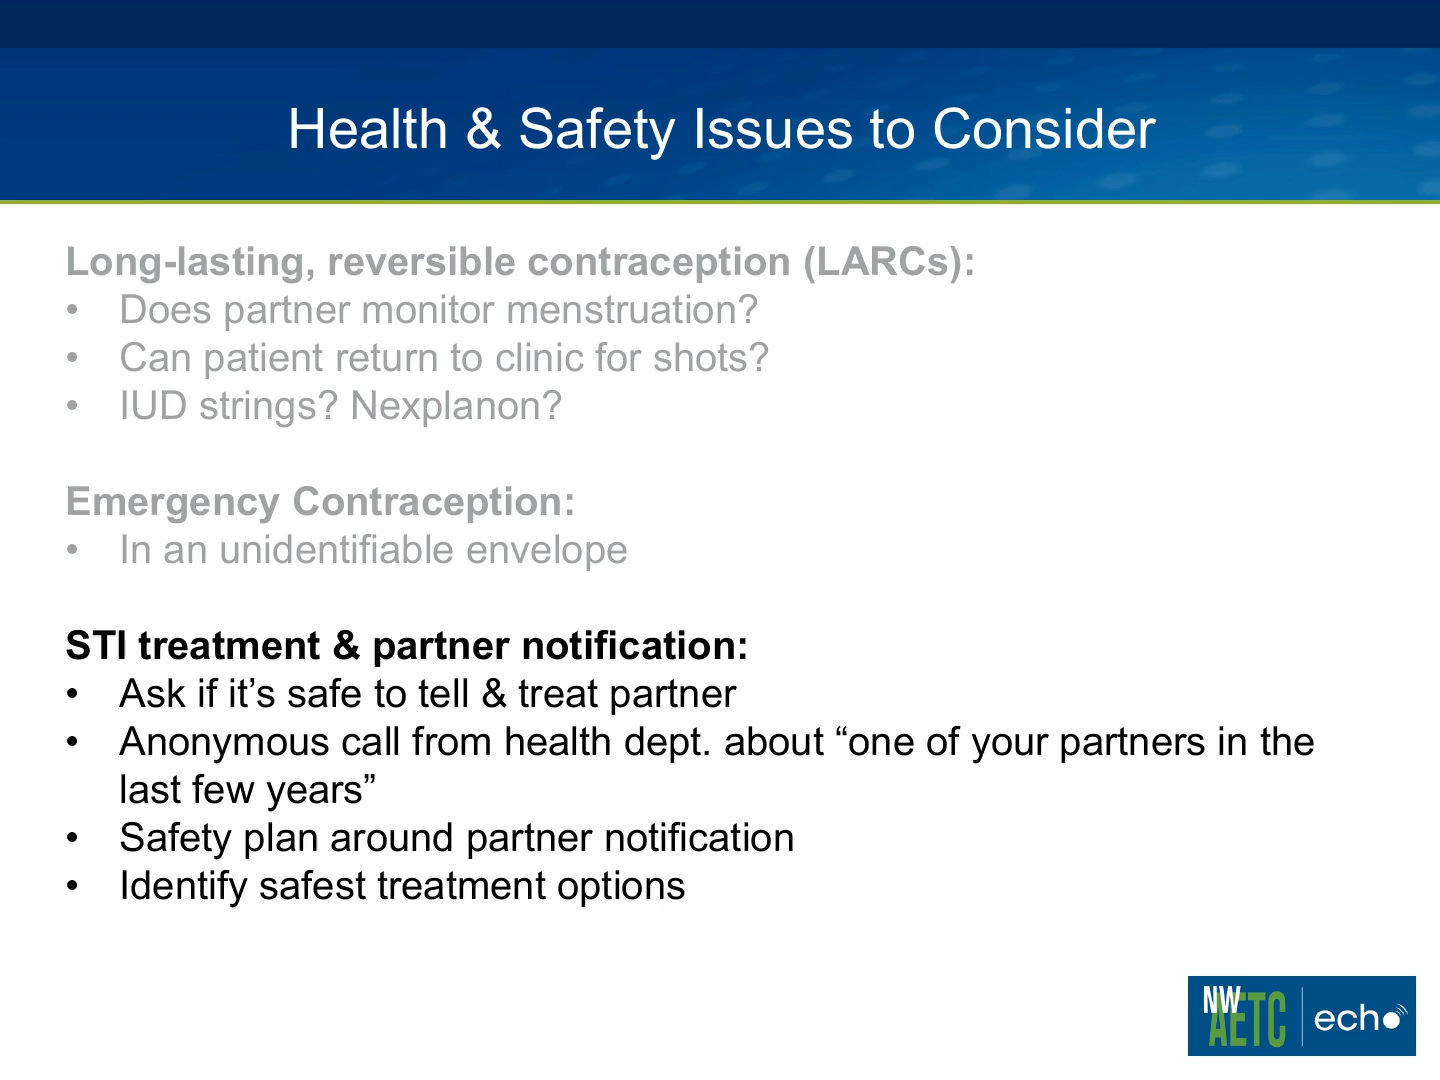 Health & Safety Issues to Consider
Long-lasting, reversible contraception (LARCs):
• Does partner monitor menstruation?
• Can patient return to clinic for shots?
• IUD strings? Nexplanon?
Emergency Contraception:
• In an unidentifiable envelope
STI treatment & partner notification:
• Ask if it’s safe to tell & treat partner
• Anonymous call from health dept. about “one of your partners in the
last few years”
• Safety plan around partner notification
• Identify safest treatment options
NW
AETC
echo